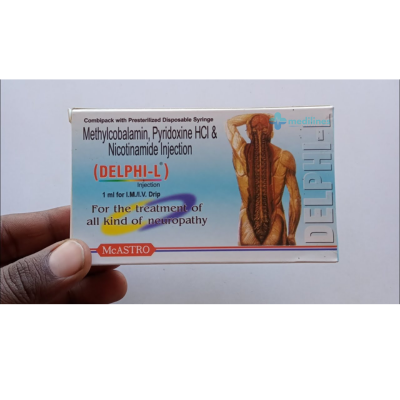 Combipack with Presterilized Disposable Syringe
Methylcobalamin, Pyridoxine HCl &
Nicotinamide Injection
(DELPHI-L®)
Injection
1 ml for I.M./I.V. Drip
For the treatment of
all kind of neuropathy
McASTRO
DELPHI-L